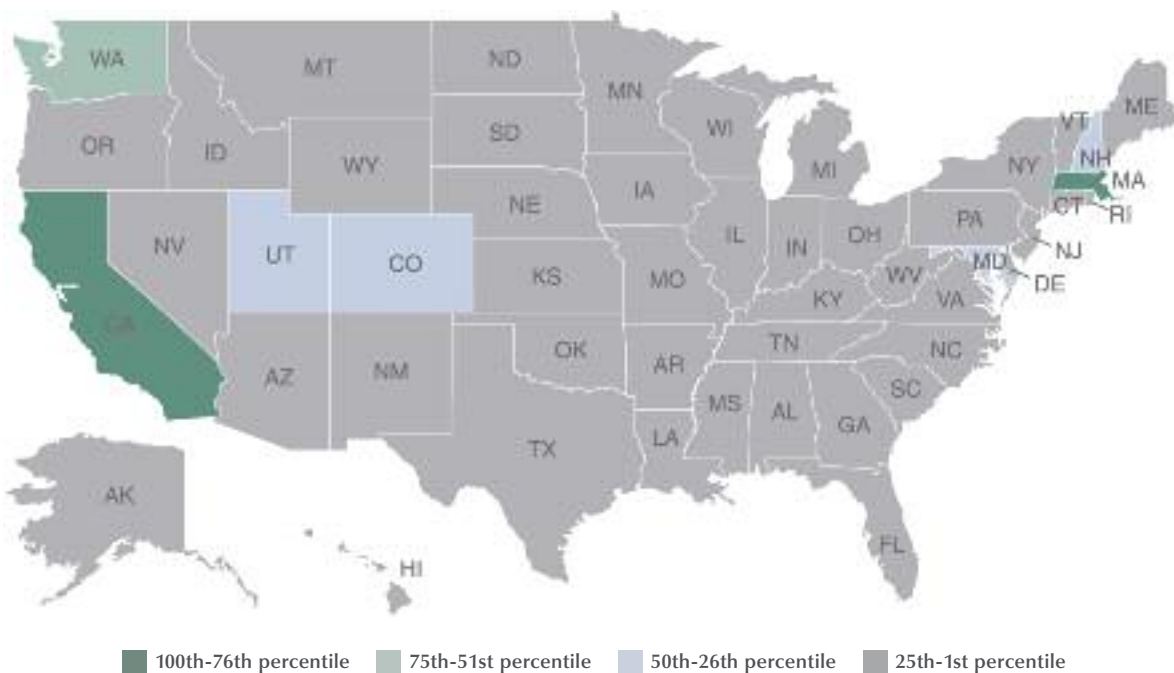 WA
MT
ND
MN
ME
VT
OR
ID
SD
WI
NH
WY
MI
NY
MA
IA
CT
RI
NE
PA
NV
UT
CO
IL
IN
OH
NJ
KS
MO
WV
MD
DE
KY
VA
CA
TN
NC
AZ
NM
OK
AR
SC
MS
AL
GA
TX
LA
AK
FL
HI
100th-76th percentile 75th-51st percentile 50th-26th percentile 25th-1st percentile